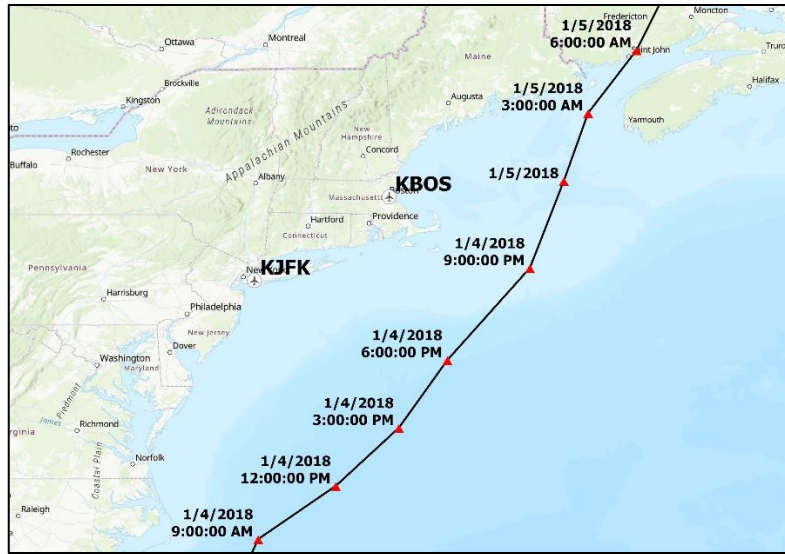 Fredericton
Moncton
1/5/2018
6:00:00 AM
Saint John
Truro
Ottawa
Montreal
Maine
Halifax
Brockville
Kingston
Augusta
1/5/2018
3:00:00 AM
Yarmouth
Adirondack
Mountains
Appalachian Mountains
New
Hampshire
Concord
Rochester
Buffalo
New York
Albany
KBOS
Massachusetts
1/5/2018
Hartford
Providence
Connecticut
1/4/2018
9:00:00 PM
KJFK
New York
Pennsylvania
Harrisburg
Philadelphia
New Jersey
1/4/2018
6:00:00 PM
Washington
Dover
Maryland
Piedmont
1/4/2018
3:00:00 PM
James
Richmond
Coastal Plain
Norfolk
1/4/2018
12:00:00 PM
Raleigh
1/4/2018
9:00:00 AM